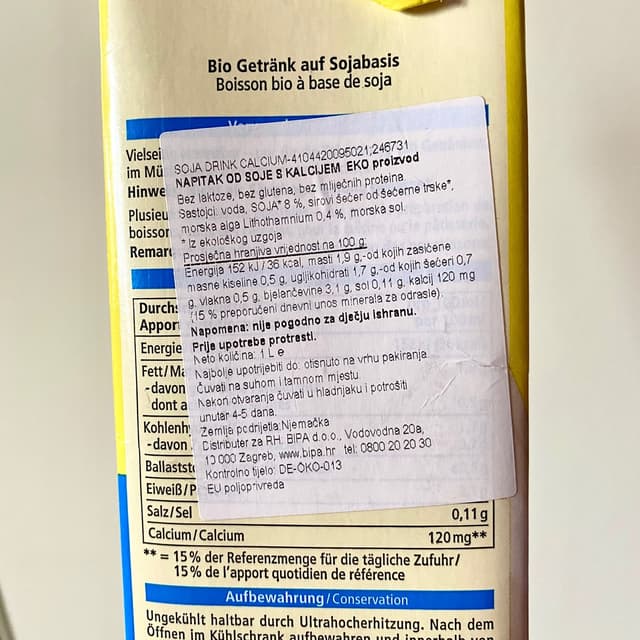 Bio Getränk auf Sojabasis
Boisson bio à base de soja
Vielsei
im Mü
Hinwe
Plusieu
boisson
Remar
SOJA DRINK CALCIUM-4104420095021;246731
NAPITAK OD SOJE S KALCIJEM EKO proizvod
Bez laktoze, bez glutena, bez mliječnih proteina.
Sastojci: voda, SOJA* 8 %, sirovi šećer od šećerne trske*,
morska alga Lithothamnium 0,4 %, morska sol.
* Iz ekološkog uzgoja
Prosječna hranjiva vrijednost na 100 g:
Energija 152 kJ / 36 kcal, masti 1,9 g,-od kojih zasićene
masne kiseline 0,5 g, ugljikohidrati 1,7 g,-od kojih šećeri 0,7
g, vlakna 0,5 g, bjelančevine 3,1 g, sol 0,11 g, kalcij 120 mg
(15 % preporučeni dnevni unos minerala za odrasle).
Napomena: nije pogodno za dječju ishranu.
Prije upotrebe protresti.
Neto količina: 1 L e
Najbolje upotrijebiti do: otisnuto na vrhu pakiranja.
Čuvati na suhom i tamnom mjestu.
Nakon otvaranja čuvati u hladnjaku i potrošiti
unutar 4-5 dana.
Zemlja podrijetla:Njemačka
Distributer za RH: BIPA d.o.o., Vodovodna 20a,
10 000 Zagreb, www.bipa.hr tel: 0800 20 20 30
Kontrolno tijelo: DE-ÖKO-013
EU poljoprivreda
Durchs
Appor
Energie
Fett/Ma
-davon
dont a
Kohlenh
-davon
Ballastst
Eiweiß/P
Salz/Sel 0,11 g
Calcium/Calcium 120 mg**
** = 15 % der Referenzmenge für die tägliche Zufuhr/
15 % de l'apport quotidien de référence
Aufbewahrung/Conservation
Ungekühlt haltbar durch Ultrahocherhitzung. Nach dem
Öffnen im Kühlschrank aufbewahren und innerhalb von